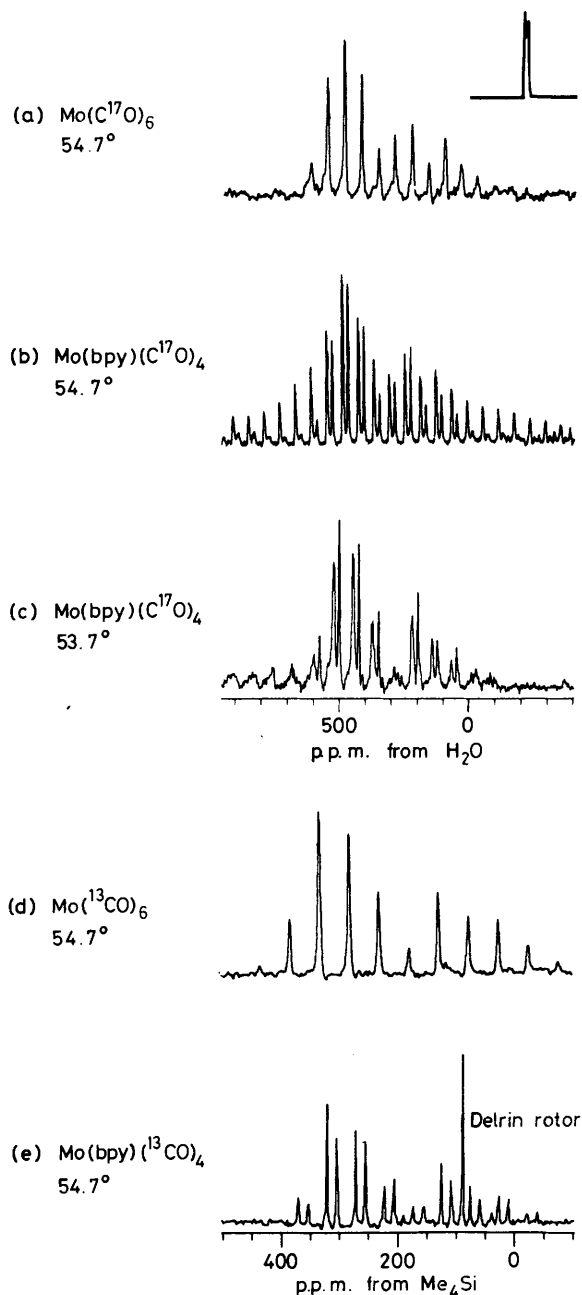 (a) Mo(C¹⁷O)₆
54.7°
(b) Mo(bpy)(C¹⁷O)₄
54.7°
(c) Mo(bpy)(C¹⁷O)₄
53.7°
500 0
p.p.m. from H₂O
(d) Mo(¹³CO)₆
54.7°
Delrin rotor
(e) Mo(bpy)(¹³CO)₄
54.7°
400 200 0
p.p.m. from Me₄Si